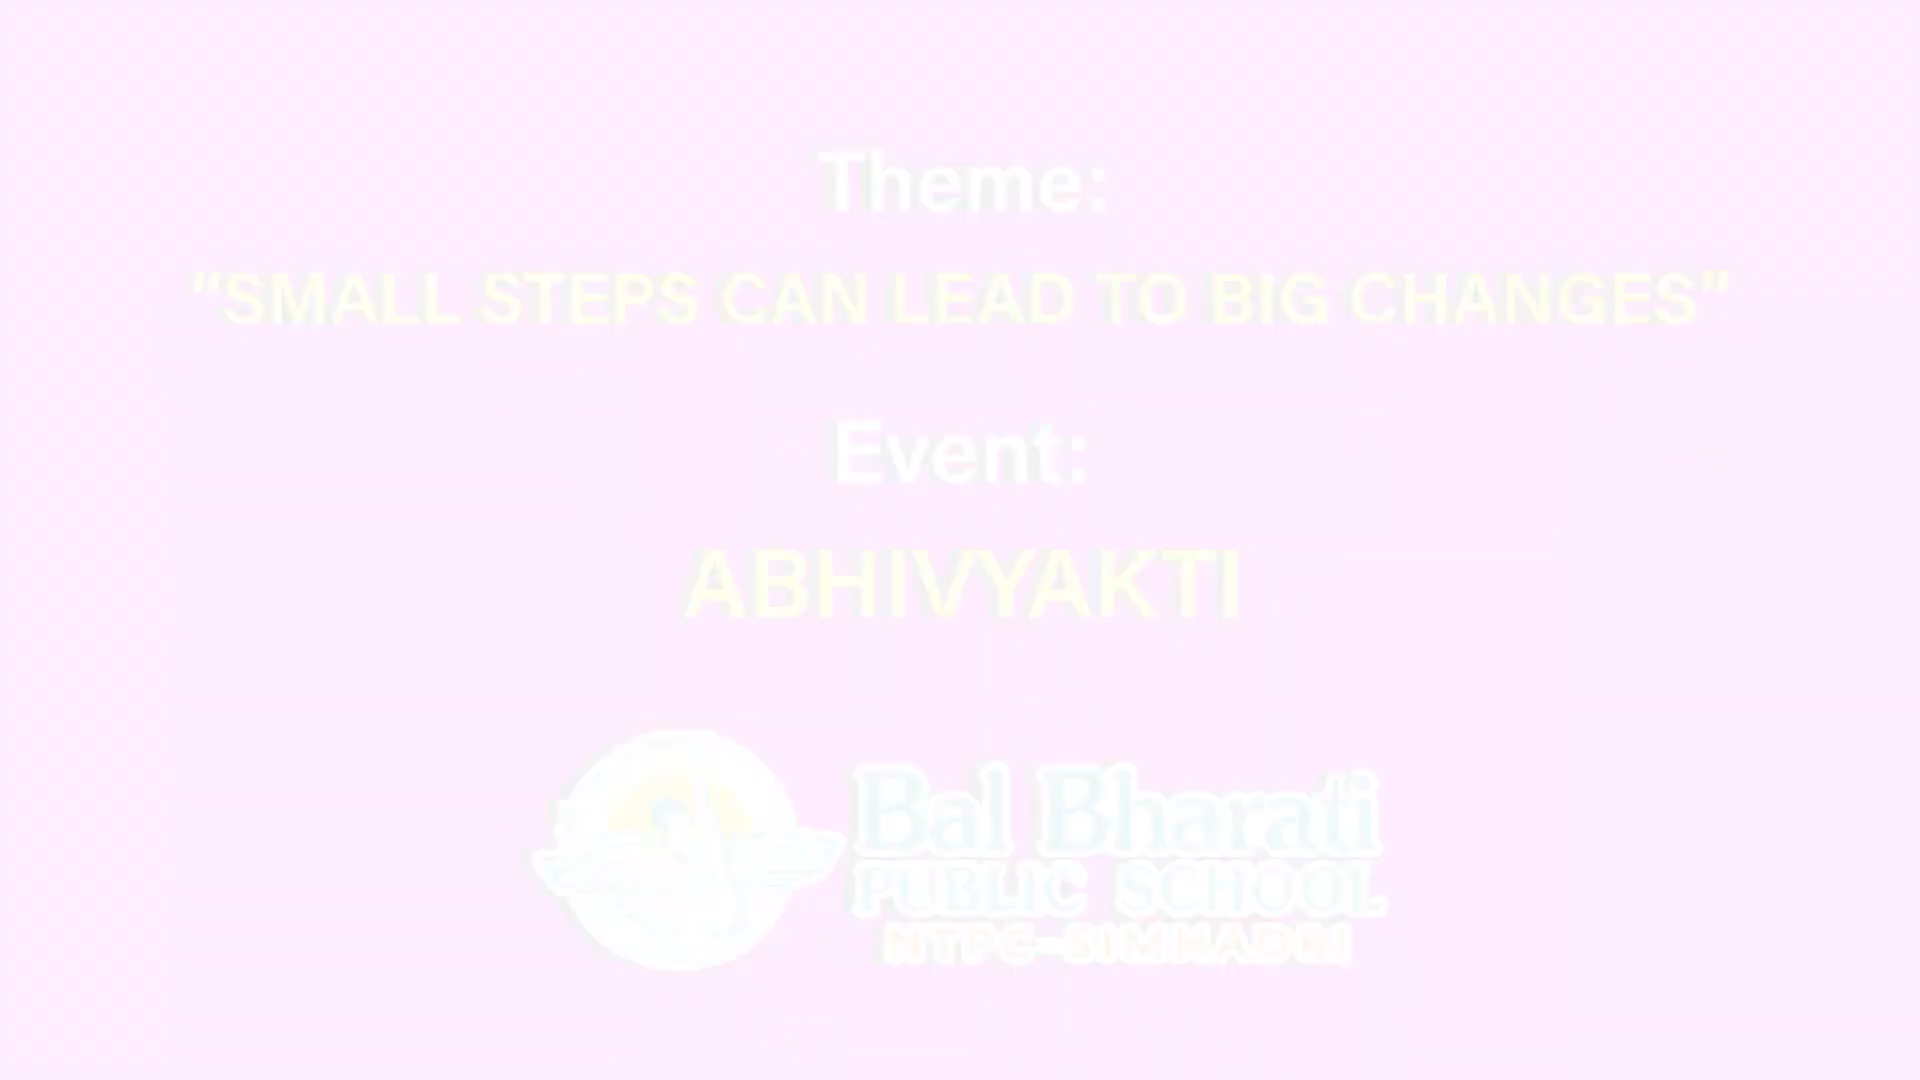 Theme:
“SMALL STEPS CAN LEAD TO BIG CHANGES”
Event:
ABHIVYAKTI
Bal Bharati
PUBLIC SCHOOL
NTPC-SIMHADRI